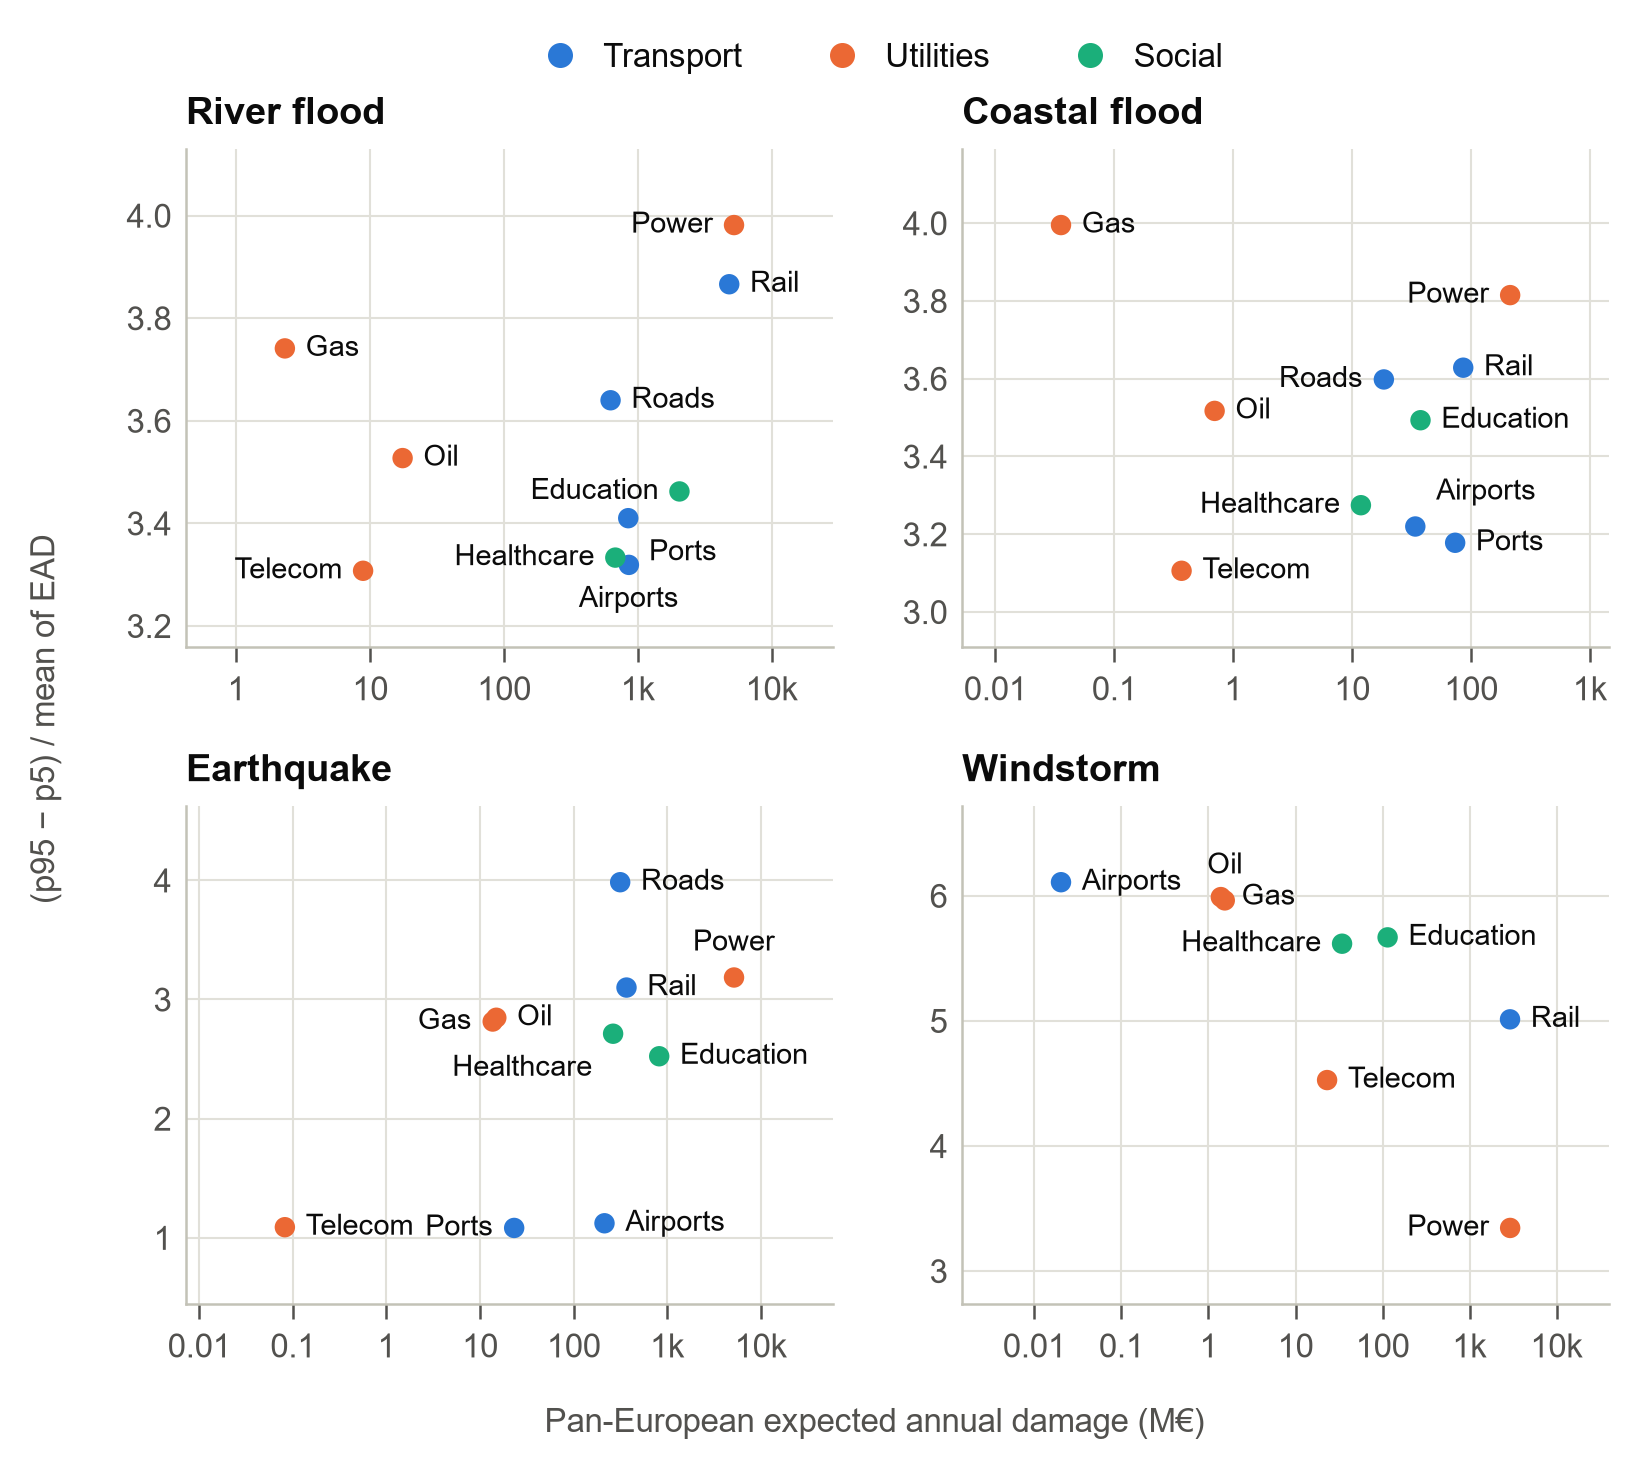 Transport Utilities Social
River flood
4.0
3.8
3.6
3.4
3.2
Power
Rail
Gas
Roads
Oil
Education
Ports
Healthcare
Telecom
Airports
1 10 100 1k 10k
Coastal flood
4.0
3.8
3.6
3.4
3.2
3.0
Gas
Power
Rail
Roads
Oil
Education
Airports
Healthcare
Ports
Telecom
0.01 0.1 1 10 100 1k
(p95 – p5) / mean of EAD
Earthquake
4
3
2
1
Roads
Power
Rail
Gas Oil
Healthcare
Education
Telecom Ports Airports
0.01 0.1 1 10 100 1k 10k
Windstorm
6
5
4
3
Oil
Airports
Gas
Healthcare Education
Rail
Telecom
Power
0.01 0.1 1 10 100 1k 10k
Pan-European expected annual damage (M€)